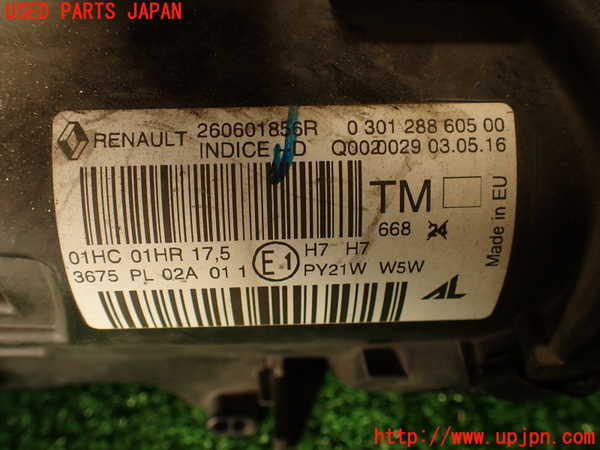 USED PARTS JAPAN
RENAULT 260601856R 0 301 288 605 00
INDICE -D Q002 0029 03.05.16
TM
668 24
Made in EU
01HC 01HR 17,5 E1 H7 H7
3675 PL 02A 01 1 PY21W W5W
AL
http://www.upjpn.com/